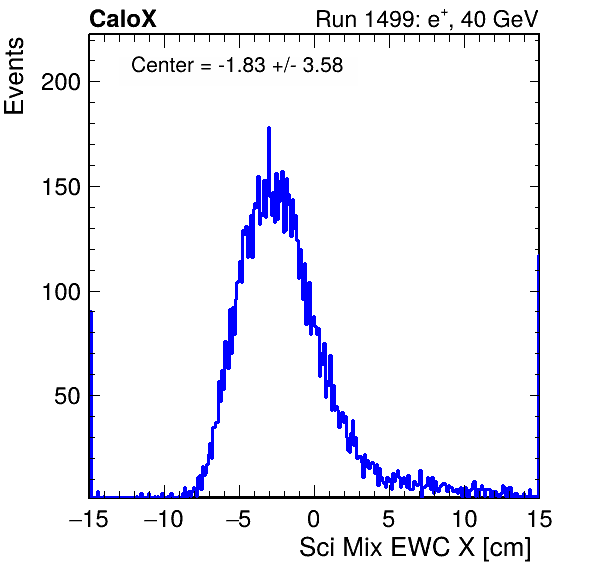 CaloX Run 1499: e⁺, 40 GeV
Center = -1.83 +/- 3.58
Events
200
150
100
50
−15 −10 −5 0 5 10 15
Sci Mix EWC X [cm]